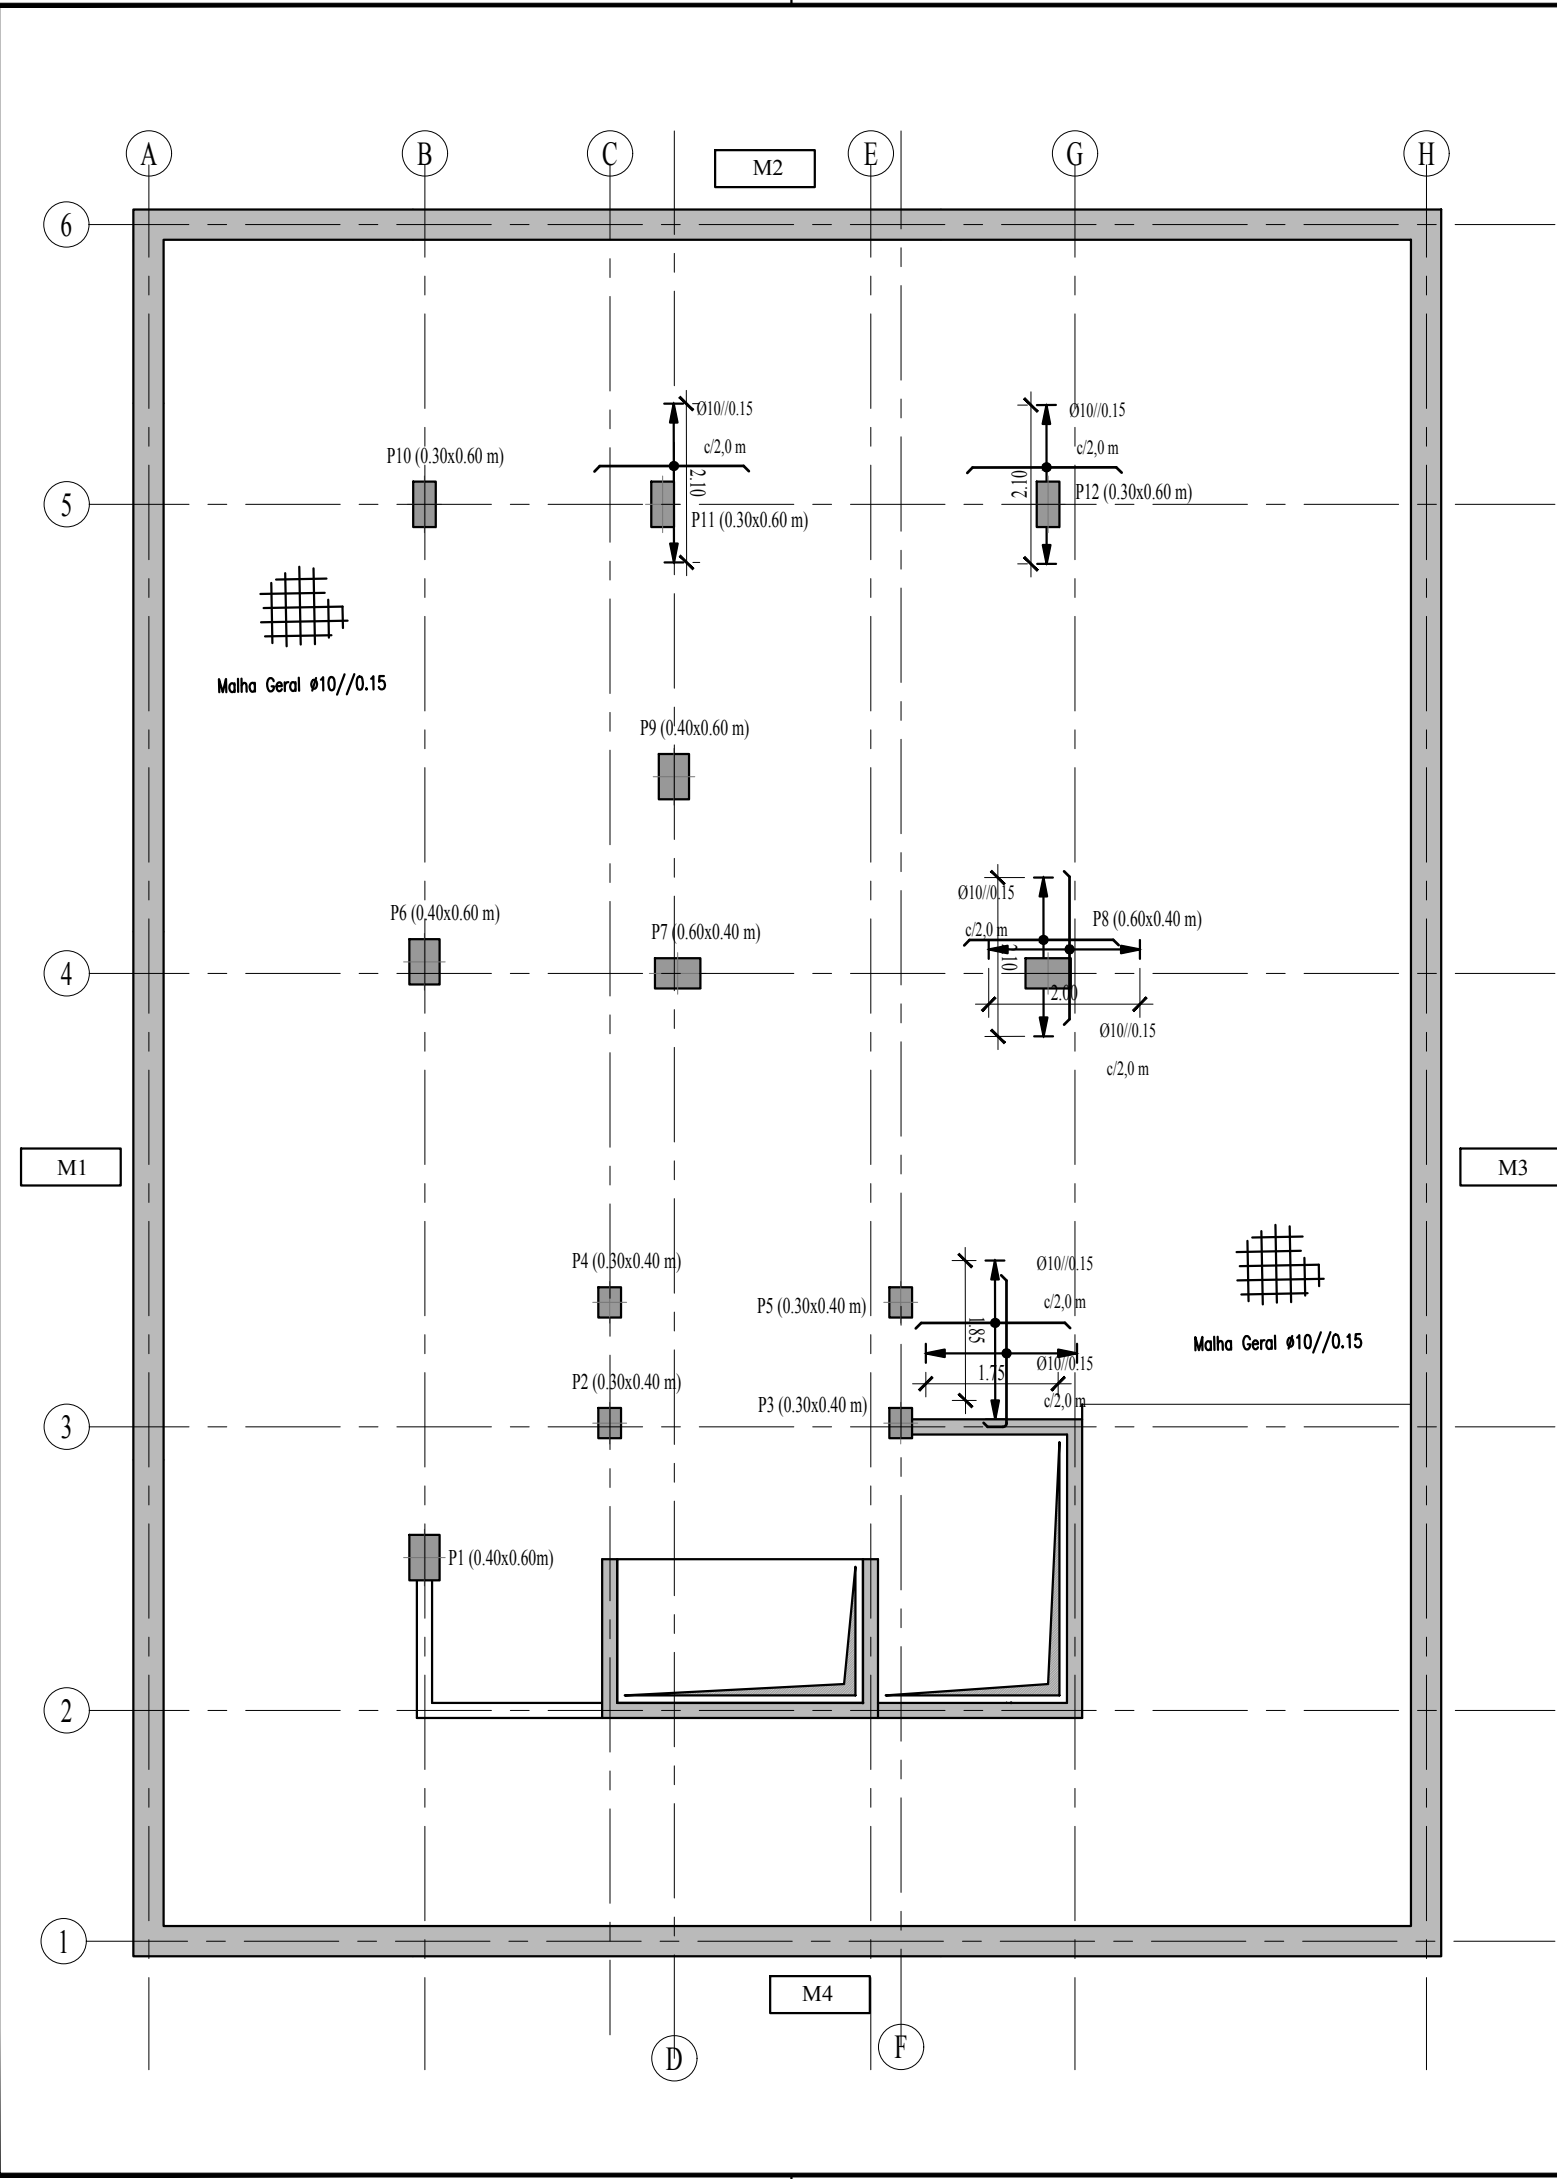 A
B
C
E
G
H
M2
6
Ø10//0.15
c/2,0 m
2.10
Ø10//0.15
c/2,0 m
2.10
P10 (0.30x0.60 m)
P11 (0.30x0.60 m)
P12 (0.30x0.60 m)
5
Malha Geral ø10//0.15
P9 (0.40x0.60 m)
Ø10//0.15
c/2,0 m
2.10
P6 (0.40x0.60 m)
P7 (0.60x0.40 m)
P8 (0.60x0.40 m)
4
2.00
Ø10//0.15
c/2,0 m
M1
M3
P4 (0.30x0.40 m)
P5 (0.30x0.40 m)
Ø10//0.15
c/2,0 m
1.85
Malha Geral ø10//0.15
1.75
Ø10//0.15
c/2,0 m
P2 (0.30x0.40 m)
P3 (0.30x0.40 m)
3
P1 (0.40x0.60m)
2
1
M4
D
F